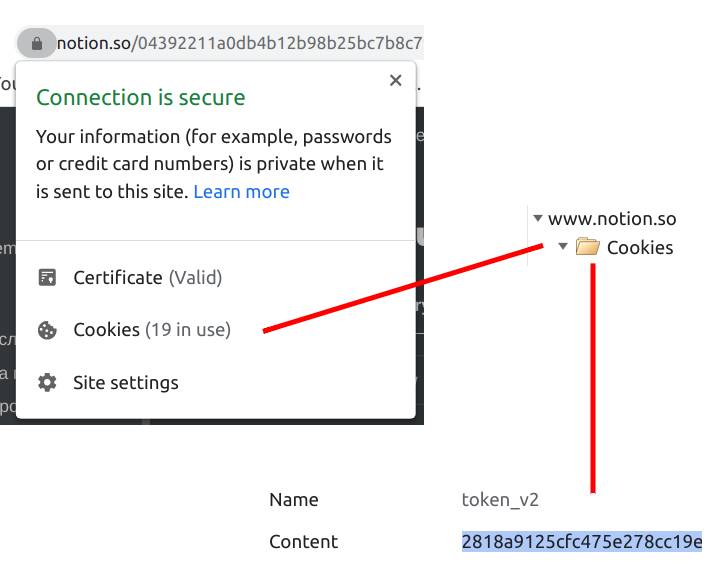 notion.so/04392211a0db4b12b98b25bc7b8c7
Connection is secure
Your information (for example, passwords
or credit card numbers) is private when it
is sent to this site. Learn more
Certificate (Valid)
Cookies (19 in use)
Site settings
www.notion.so
Cookies
Name token_v2
Content 2818a9125cfc475e278cc19e